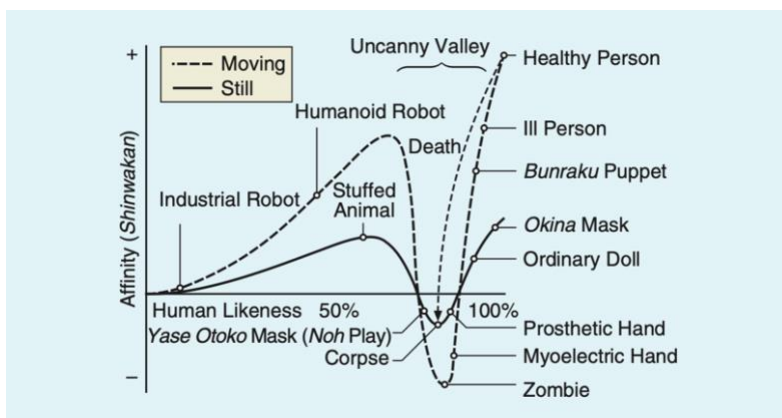 +
Moving
Still
Uncanny Valley
Healthy Person
Humanoid Robot
Death
Ill Person
Bunraku Puppet
Industrial Robot
Stuffed
Animal
Okina Mask
Ordinary Doll
Affinity (Shinwakan)
Human Likeness 50% 100%
Yase Otoko Mask (Noh Play)
Prosthetic Hand
Corpse
Myoelectric Hand
–
Zombie